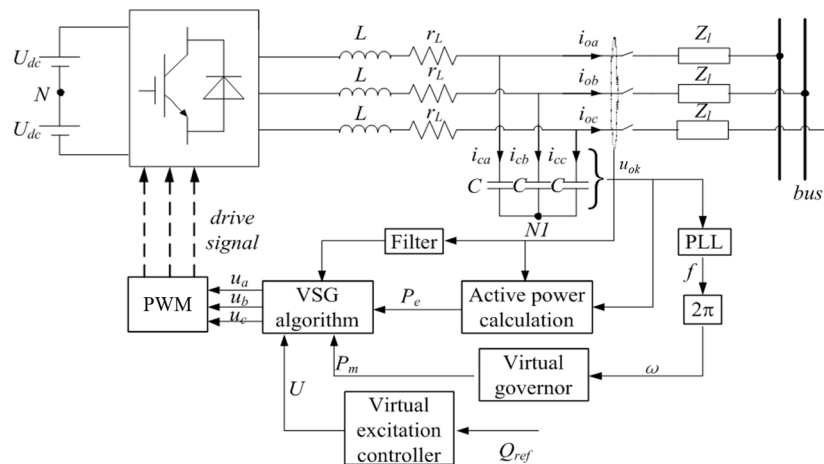 U_dc
N
U_dc
L
r_L
L
r_L
L
r_L
i_oa
i_ob
i_oc
Z_l
Z_l
Z_l
i_ca
i_cb
i_cc
C
C
C
u_ok
N1
bus
drive
signal
Filter
PLL
f
2π
PWM
u_a
u_b
u_c
VSG
algorithm
P_e
Active power
calculation
P_m
Virtual
governor
ω
U
Virtual
excitation
controller
Q_ref